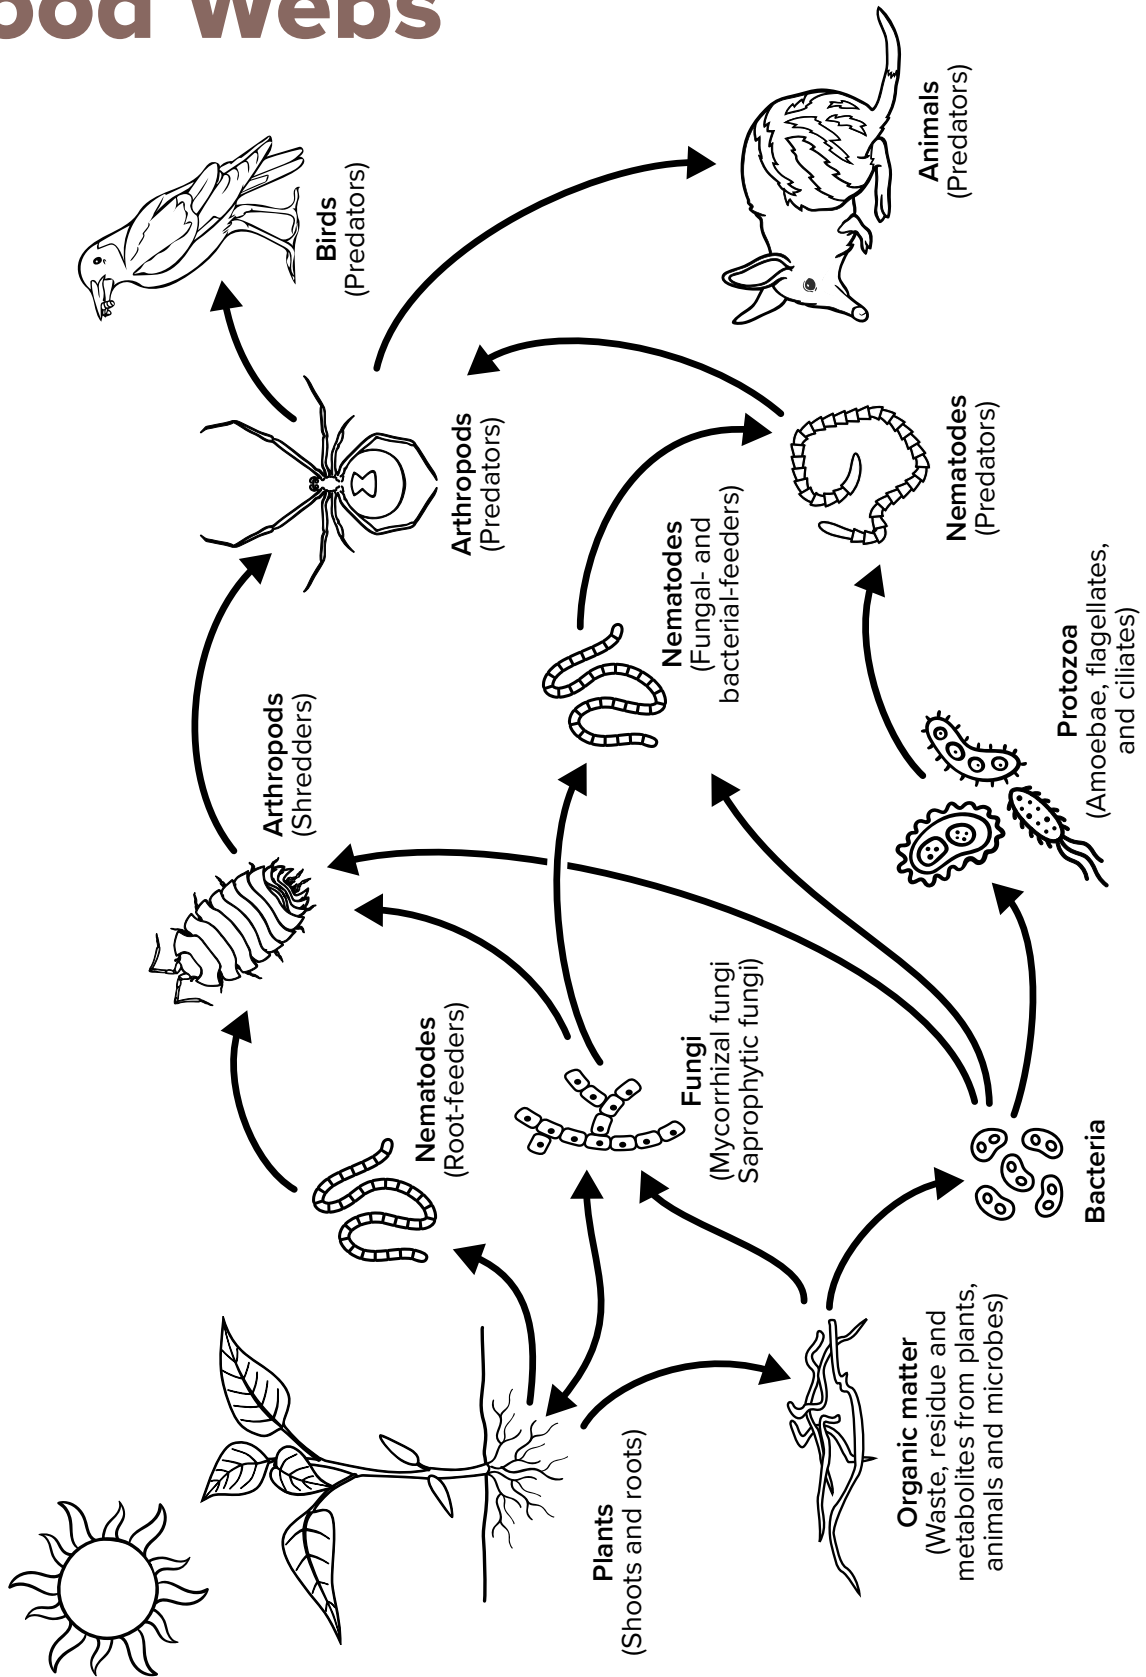 ood Webs
Birds
(Predators)
Animals
(Predators)
Arthropods
(Predators)
Nematodes
(Predators)
Nematodes
(Fungal- and
bacterial-feeders)
Arthropods
(Shredders)
Protozoa
(Amoebae, flagellates,
and ciliates)
Nematodes
(Root-feeders)
Fungi
(Mycorrhizal fungi
Saprophytic fungi)
Bacteria
Plants
(Shoots and roots)
Organic matter
(Waste, residue and
metabolites from plants,
animals and microbes)